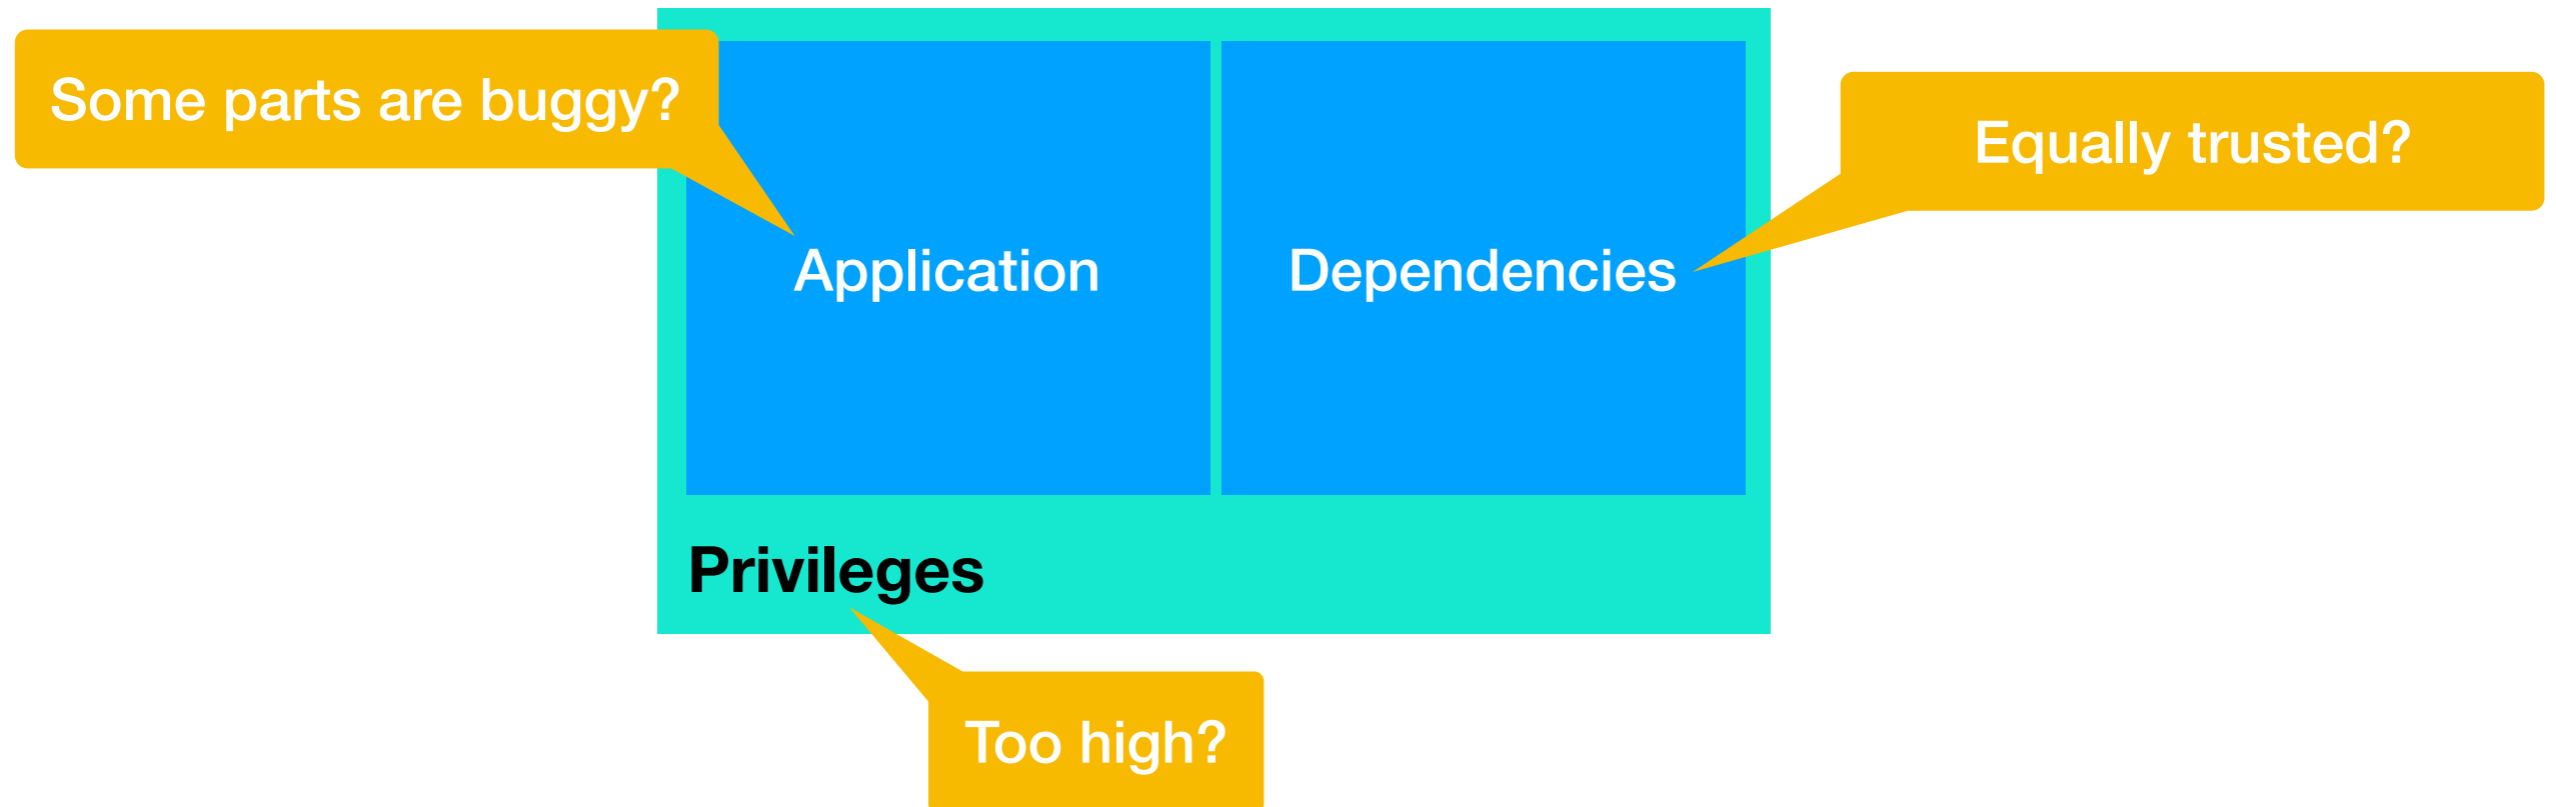 Some parts are buggy?
Equally trusted?
Application
Dependencies
Privileges
Too high?